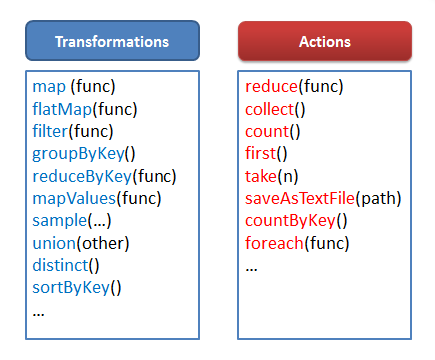 Transformations
map (func)
flatMap(func)
filter(func)
groupByKey()
reduceByKey(func)
mapValues(func)
sample(…)
union(other)
distinct()
sortByKey()
…
Actions
reduce(func)
collect()
count()
first()
take(n)
saveAsTextFile(path)
countByKey()
foreach(func)
…